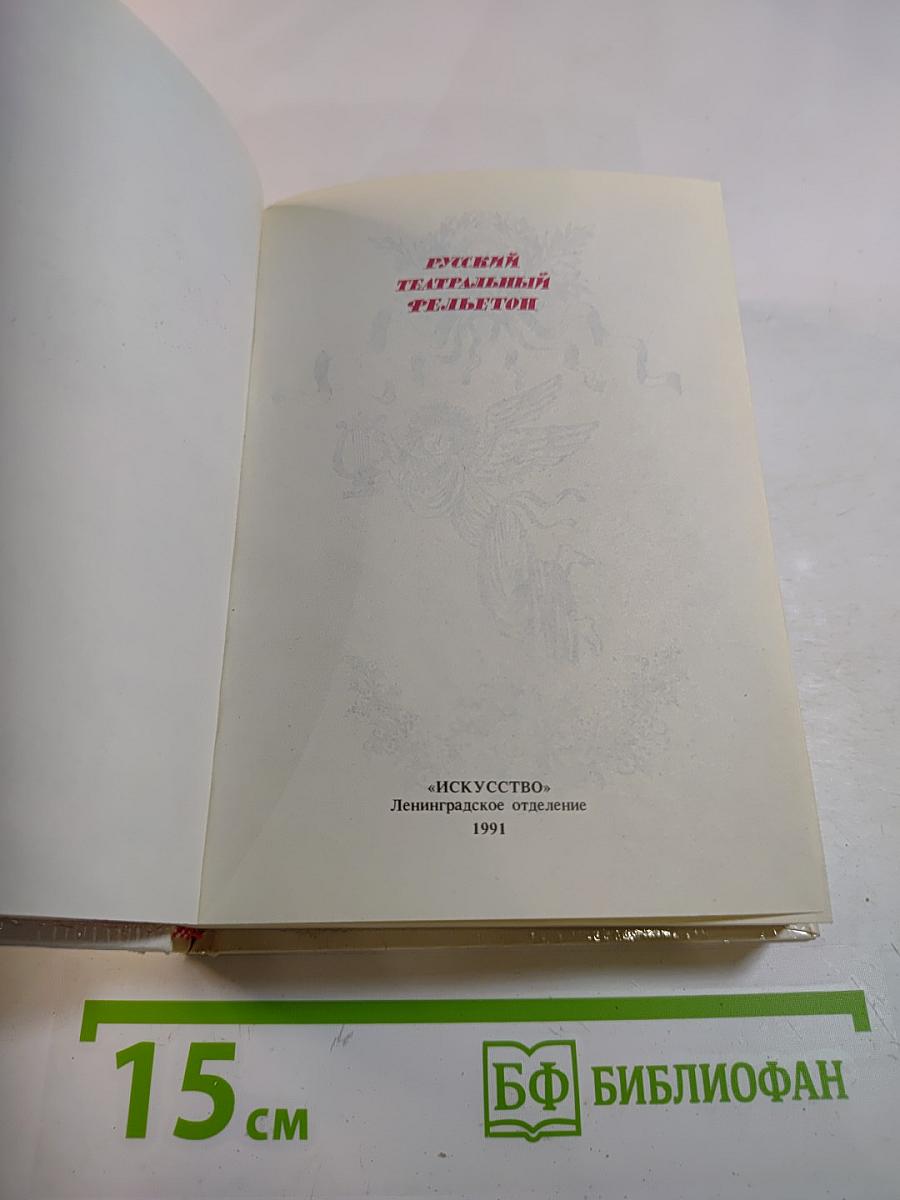 РУССКИЙ
ТЕАТРАЛЬНЫЙ
ФЕЛЬЕТОН
«ИСКУССТВО»
Ленинградское отделение
1991
15 см
БФ БИБЛИОФАН